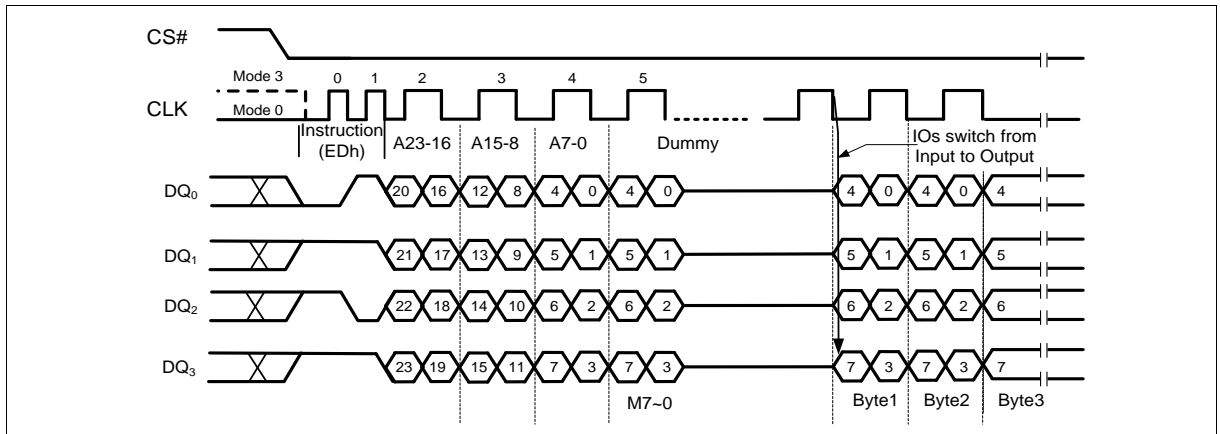 CS#
Mode 3 0 1 2 3 4 5
CLK
Mode 0
Instruction
(EDh)
A23-16 A15-8 A7-0 Dummy
IOs switch from
Input to Output
DQ0 20 16 12 8 4 0 4 0 4 0 4 0 4
DQ1 21 17 13 9 5 1 5 1 5 1 5 1 5
DQ2 22 18 14 10 6 2 6 2 6 2 6 2 6
DQ3 23 19 15 11 7 3 7 3 7 3 7 3 7
M7~0 Byte1 Byte2 Byte3